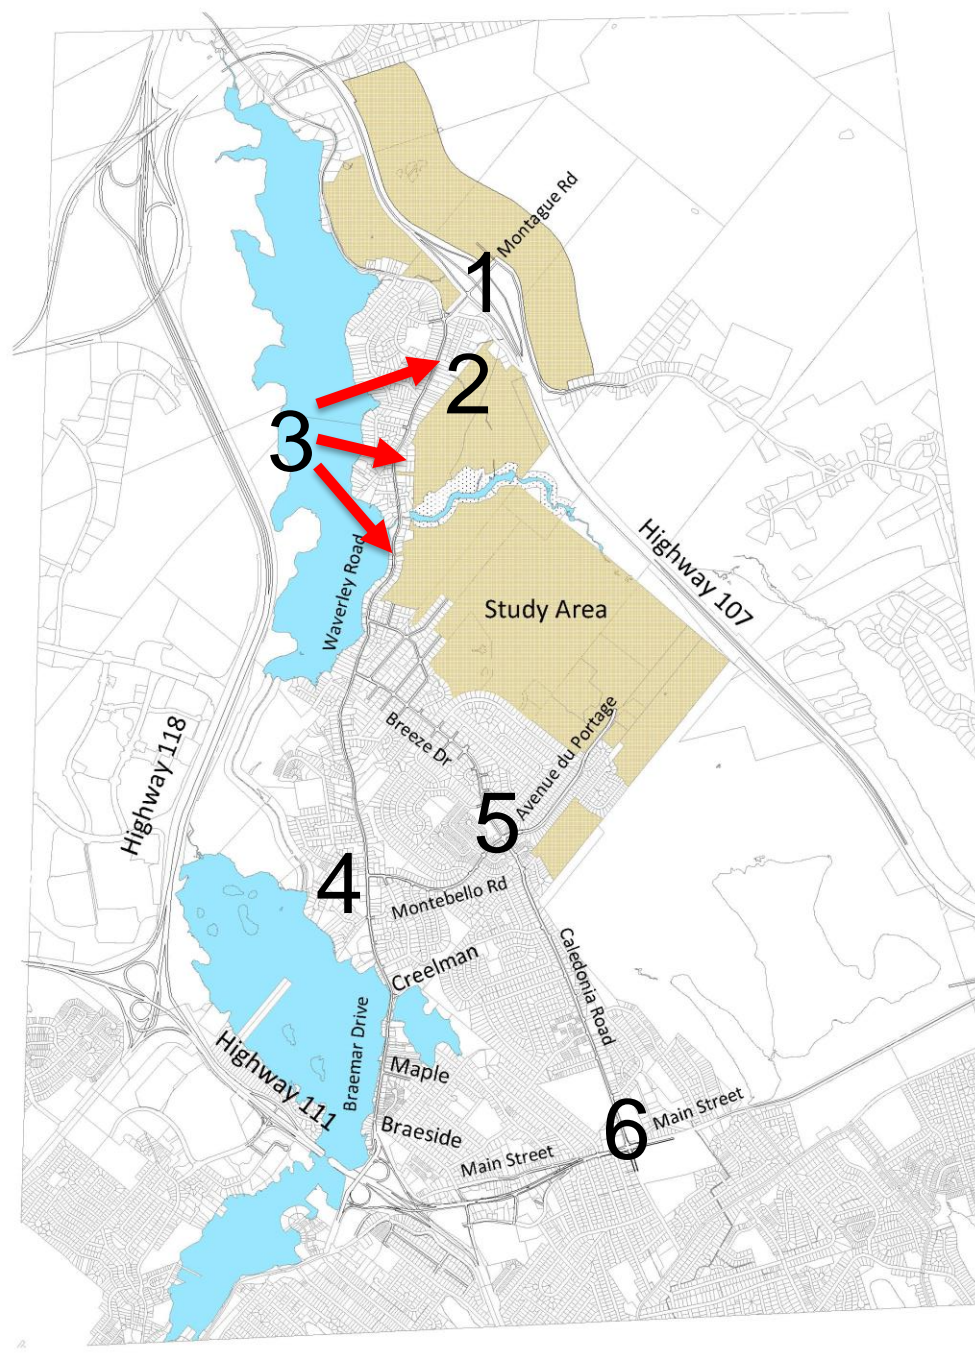 Montague Rd
1
2
3
Highway 107
Waverley Road
Study Area
Avenue du Portage
Breeze Dr
Highway 118
5
4
Montebello Rd
Creelman
Caledonia Road
Braemar Drive
Highway 111
Maple
Main Street
6
Braeside
Main Street